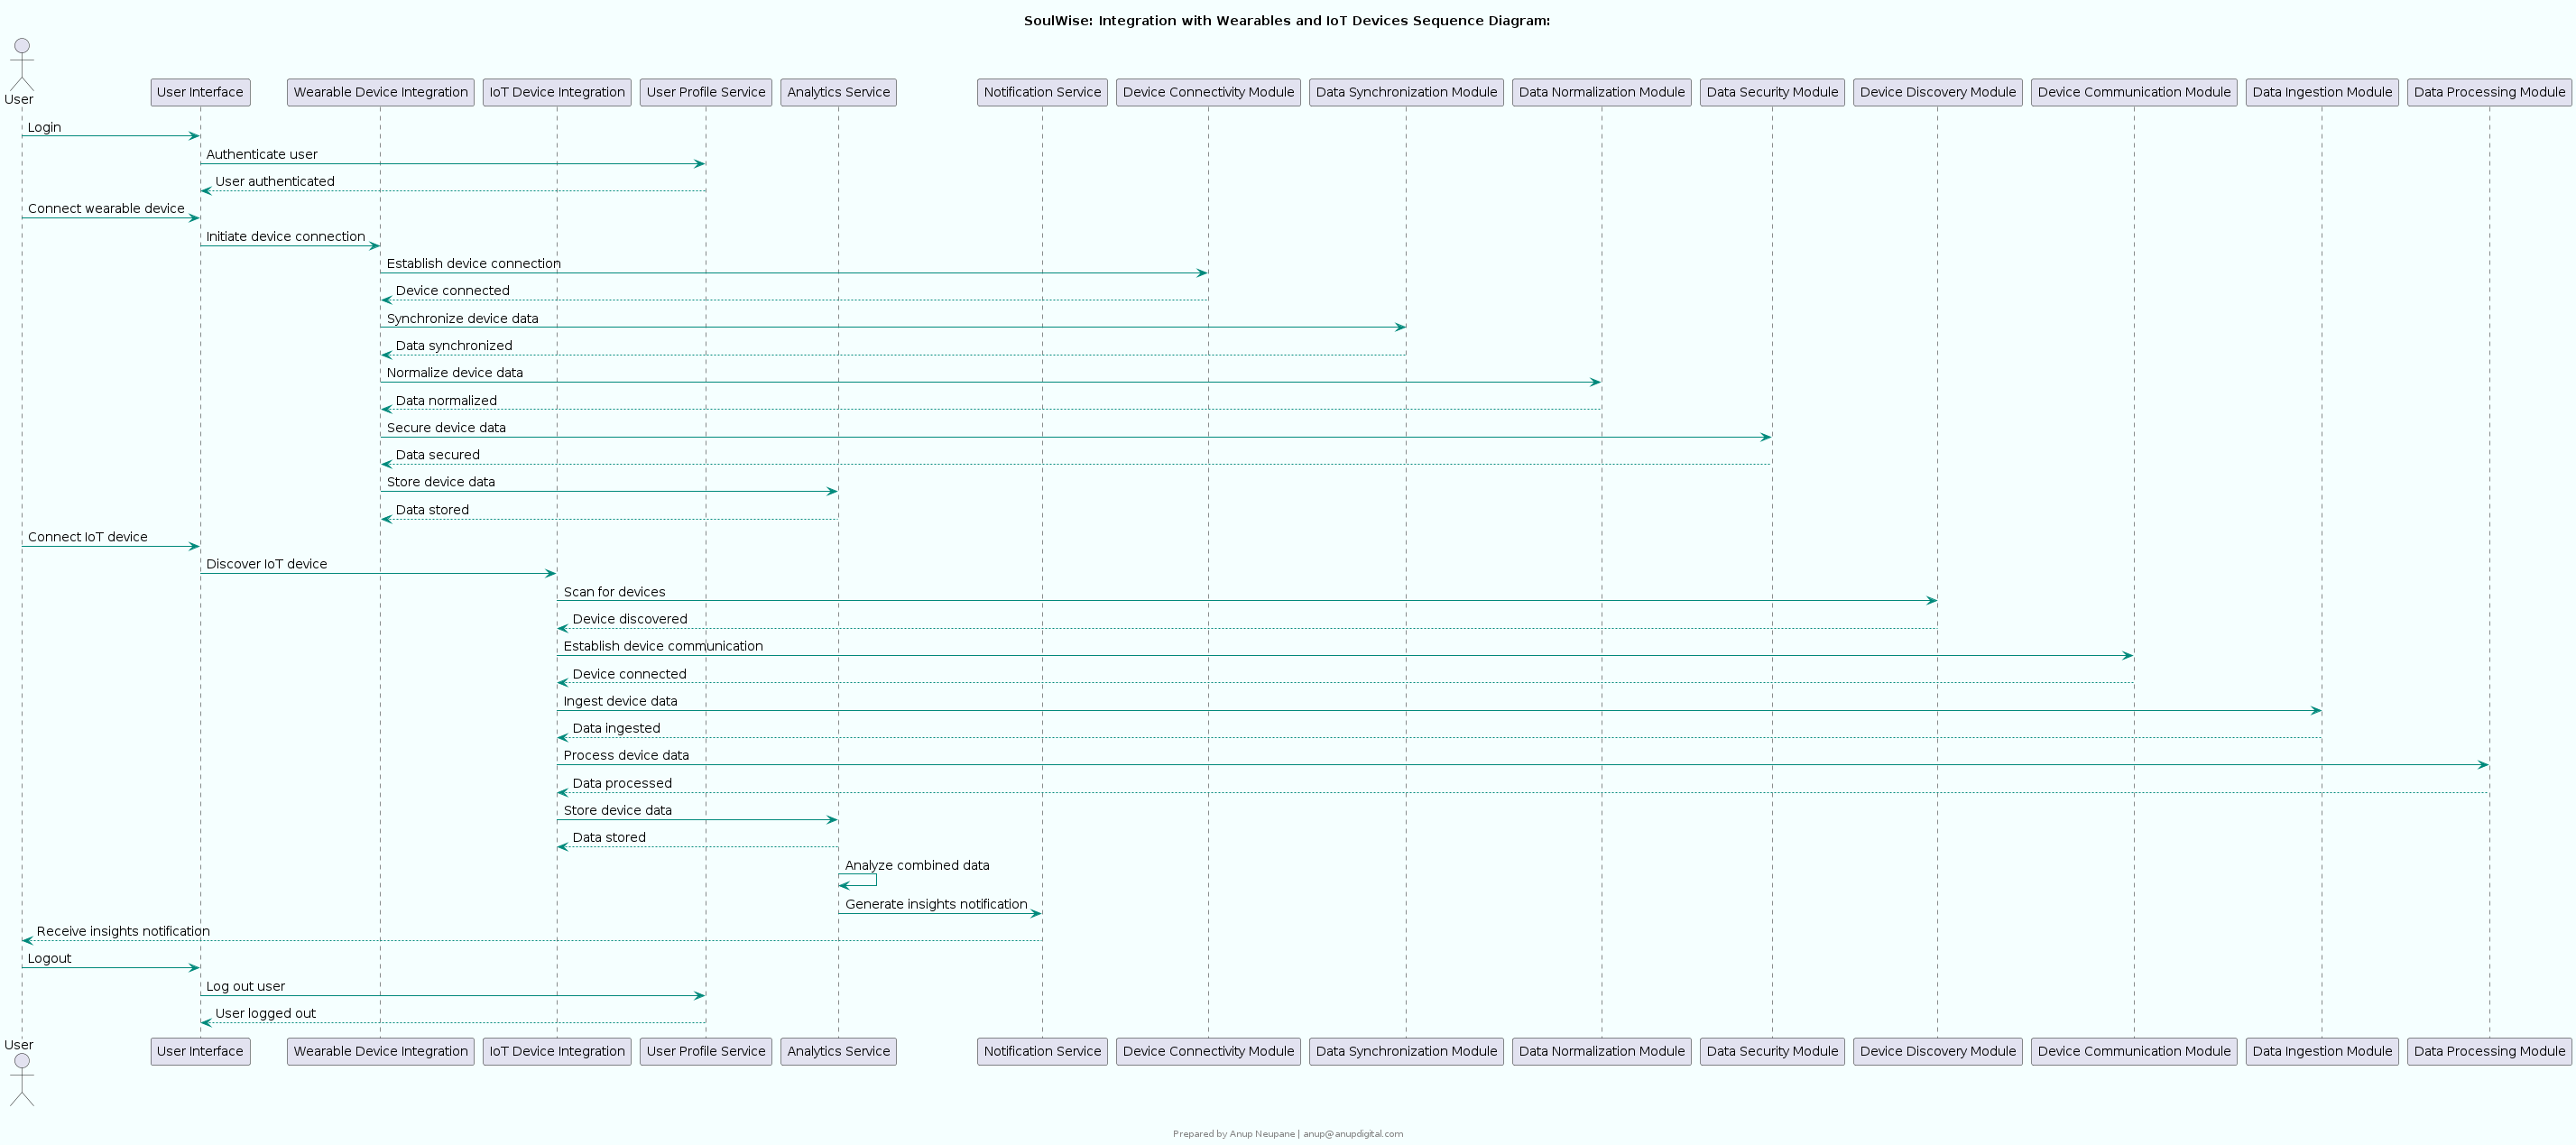 SoulWise: Integration with Wearables and IoT Devices Sequence Diagram:
User
User Interface
Wearable Device Integration
IoT Device Integration
User Profile Service
Analytics Service
Notification Service
Device Connectivity Module
Data Synchronization Module
Data Normalization Module
Data Security Module
Device Discovery Module
Device Communication Module
Data Ingestion Module
Data Processing Module
Login
Authenticate user
User authenticated
Connect wearable device
Initiate device connection
Establish device connection
Device connected
Synchronize device data
Data synchronized
Normalize device data
Data normalized
Secure device data
Data secured
Store device data
Data stored
Connect IoT device
Discover IoT device
Scan for devices
Device discovered
Establish device communication
Device connected
Ingest device data
Data ingested
Process device data
Data processed
Store device data
Data stored
Analyze combined data
Generate insights notification
Receive insights notification
Logout
Log out user
User logged out
User
User Interface
Wearable Device Integration
IoT Device Integration
User Profile Service
Analytics Service
Notification Service
Device Connectivity Module
Data Synchronization Module
Data Normalization Module
Data Security Module
Device Discovery Module
Device Communication Module
Data Ingestion Module
Data Processing Module
Prepared by Anup Neupane | anup@anupdigital.com